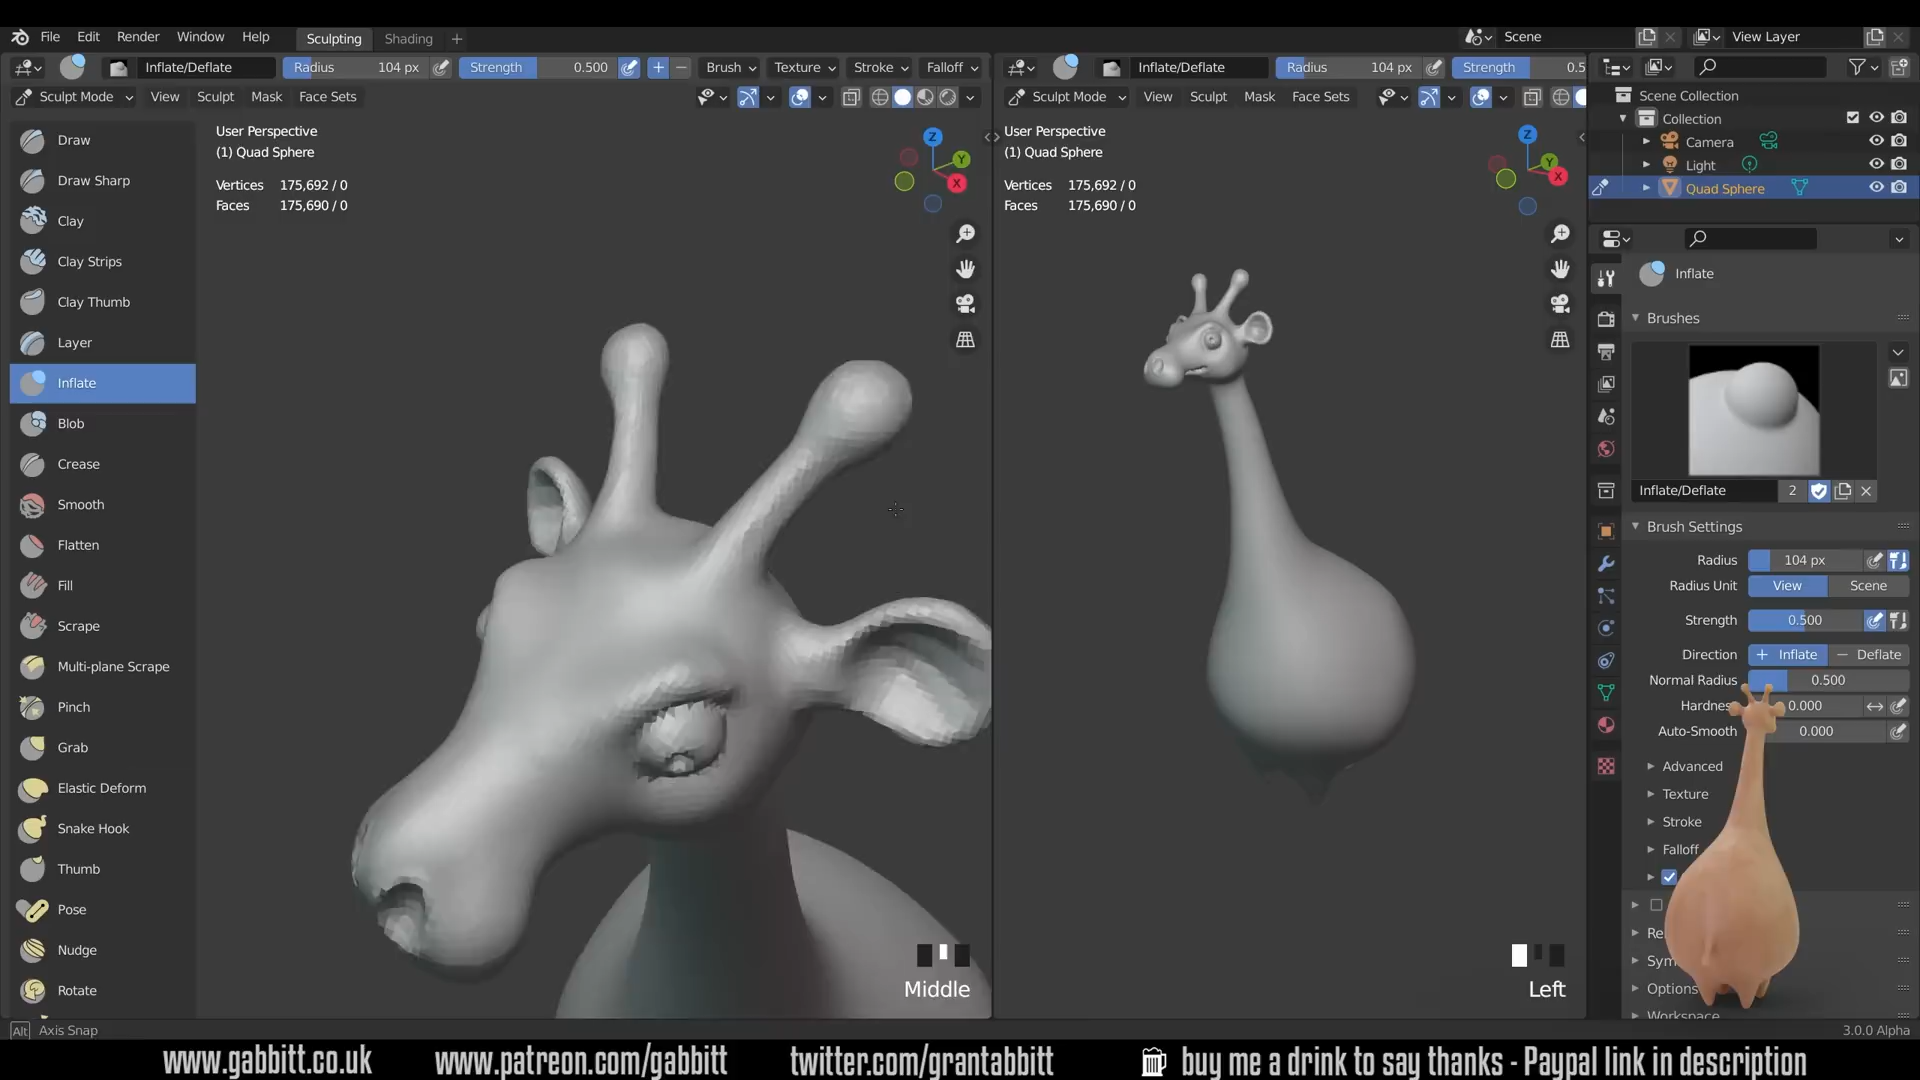 File Edit Render Window Help Sculpting Shading + Scene View Layer
Inflate/Deflate Radius 104 px Strength 0.500 + − Brush Texture Stroke Falloff
Inflate/Deflate Radius 104 px Strength 0.5
Sculpt Mode View Sculpt Mask Face Sets
Sculpt Mode View Sculpt Mask Face Sets
Draw
Draw Sharp
Clay
Clay Strips
Clay Thumb
Layer
Inflate
Blob
Crease
Smooth
Flatten
Fill
Scrape
Multi-plane Scrape
Pinch
Grab
Elastic Deform
Snake Hook
Thumb
Pose
Nudge
Rotate
User Perspective
(1) Quad Sphere
Vertices 175,692 / 0
Faces 175,690 / 0
Z
Y
X
Middle
User Perspective
(1) Quad Sphere
Vertices 175,692 / 0
Faces 175,690 / 0
Z
Y
X
Left
Scene Collection
Collection
Camera
Light
Quad Sphere
Inflate
Brushes
Inflate/Deflate 2
Brush Settings
Radius 104 px
Radius Unit View Scene
Strength 0.500
Direction + Inflate − Deflate
Normal Radius 0.500
Hardness 0.000
Auto-Smooth 0.000
Advanced
Texture
Stroke
Falloff
Options
Workspace
Alt Axis Snap
3.0.0 Alpha
www.gabbitt.co.uk www.patreon.com/gabbitt twitter.com/grantabbitt buy me a drink to say thanks - Paypal link in description